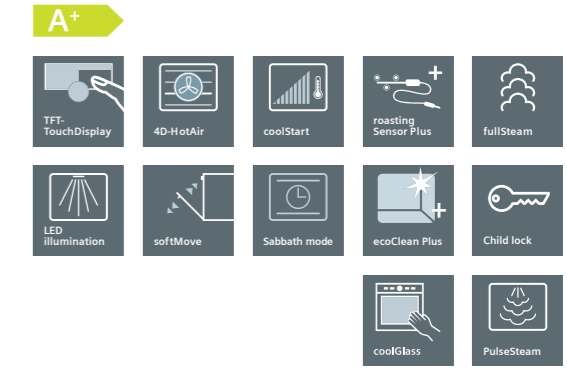 A+
TFT-
TouchDisplay
4D-HotAir
coolStart
roasting
Sensor Plus
fullSteam
LED
illumination
softMove
Sabbath mode
ecoClean Plus
Child lock
coolGlass
PulseSteam